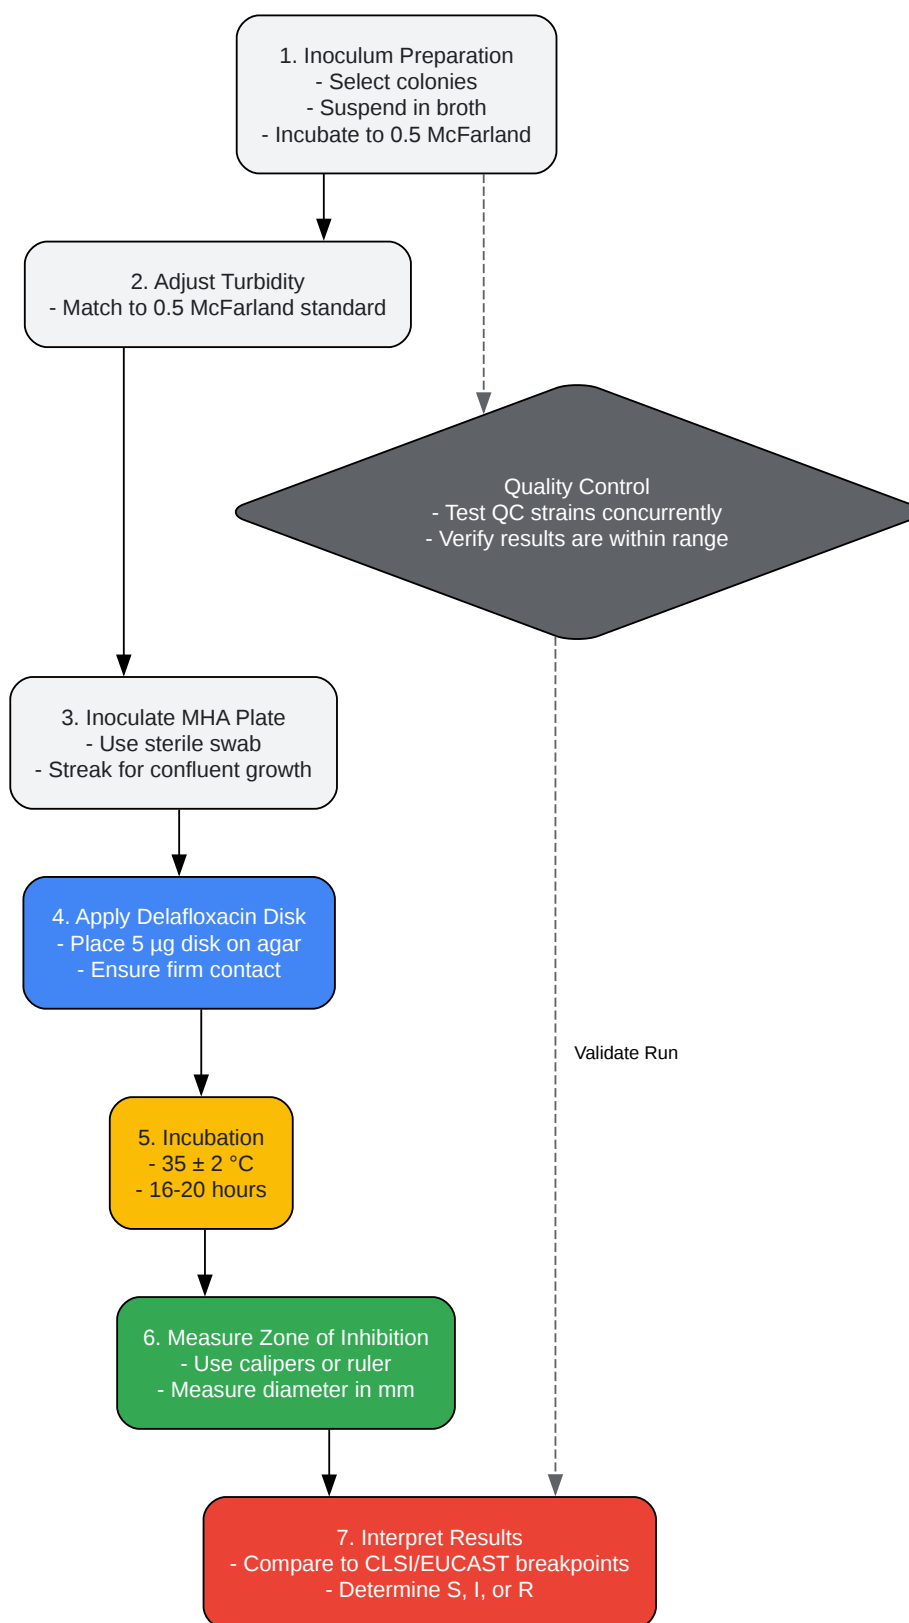 1. Inoculum Preparation
- Select colonies
- Suspend in broth
- Incubate to 0.5 McFarland
2. Adjust Turbidity
- Match to 0.5 McFarland standard
Quality Control
- Test QC strains concurrently
- Verify results are within range
3. Inoculate MHA Plate
- Use sterile swab
- Streak for confluent growth
4. Apply Delafloxacin Disk
- Place 5 µg disk on agar
- Ensure firm contact
Validate Run
5. Incubation
- 35 ± 2 °C
- 16-20 hours
6. Measure Zone of Inhibition
- Use calipers or ruler
- Measure diameter in mm
7. Interpret Results
- Compare to CLSI/EUCAST breakpoints
- Determine S, I, or R